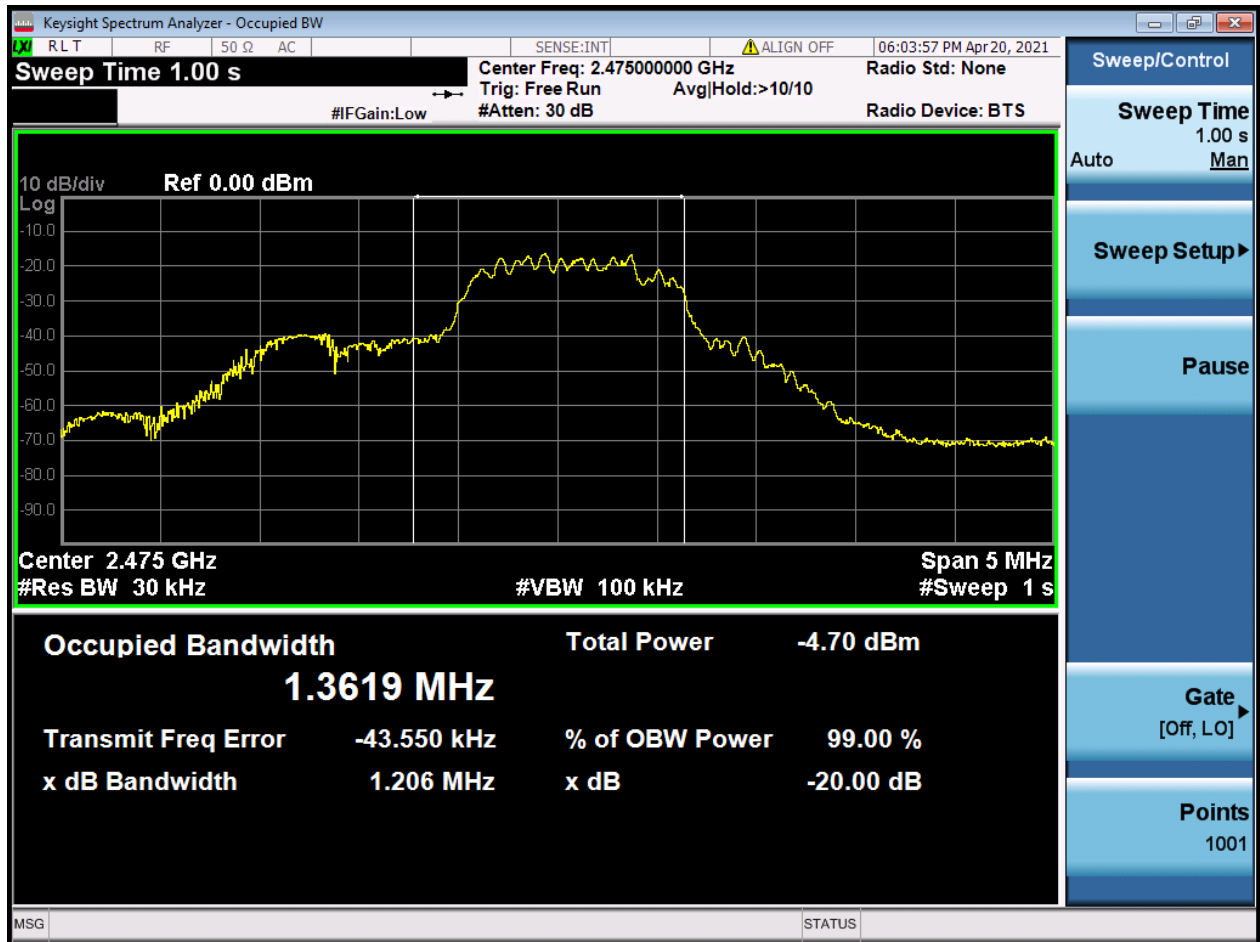 Keysight Spectrum Analyzer - Occupied BW
LXI RLT RF 50 Ω AC SENSE:INT ALIGN OFF 06:03:57 PM Apr 20, 2021
Sweep Time 1.00 s
Center Freq: 2.475000000 GHz
Radio Std: None
Trig: Free Run Avg|Hold:>10/10
#IFGain:Low
#Atten: 30 dB
Radio Device: BTS
10 dB/div Ref 0.00 dBm
Log
-10.0
-20.0
-30.0
-40.0
-50.0
-60.0
-70.0
-80.0
-90.0
Center 2.475 GHz Span 5 MHz
#Res BW 30 kHz #VBW 100 kHz #Sweep 1 s
Occupied Bandwidth Total Power -4.70 dBm
1.3619 MHz
Transmit Freq Error -43.550 kHz % of OBW Power 99.00 %
x dB Bandwidth 1.206 MHz x dB -20.00 dB
Sweep/Control
Sweep Time
1.00 s
Auto Man
Sweep Setup
Pause
Gate
[Off, LO]
Points
1001
MSG STATUS